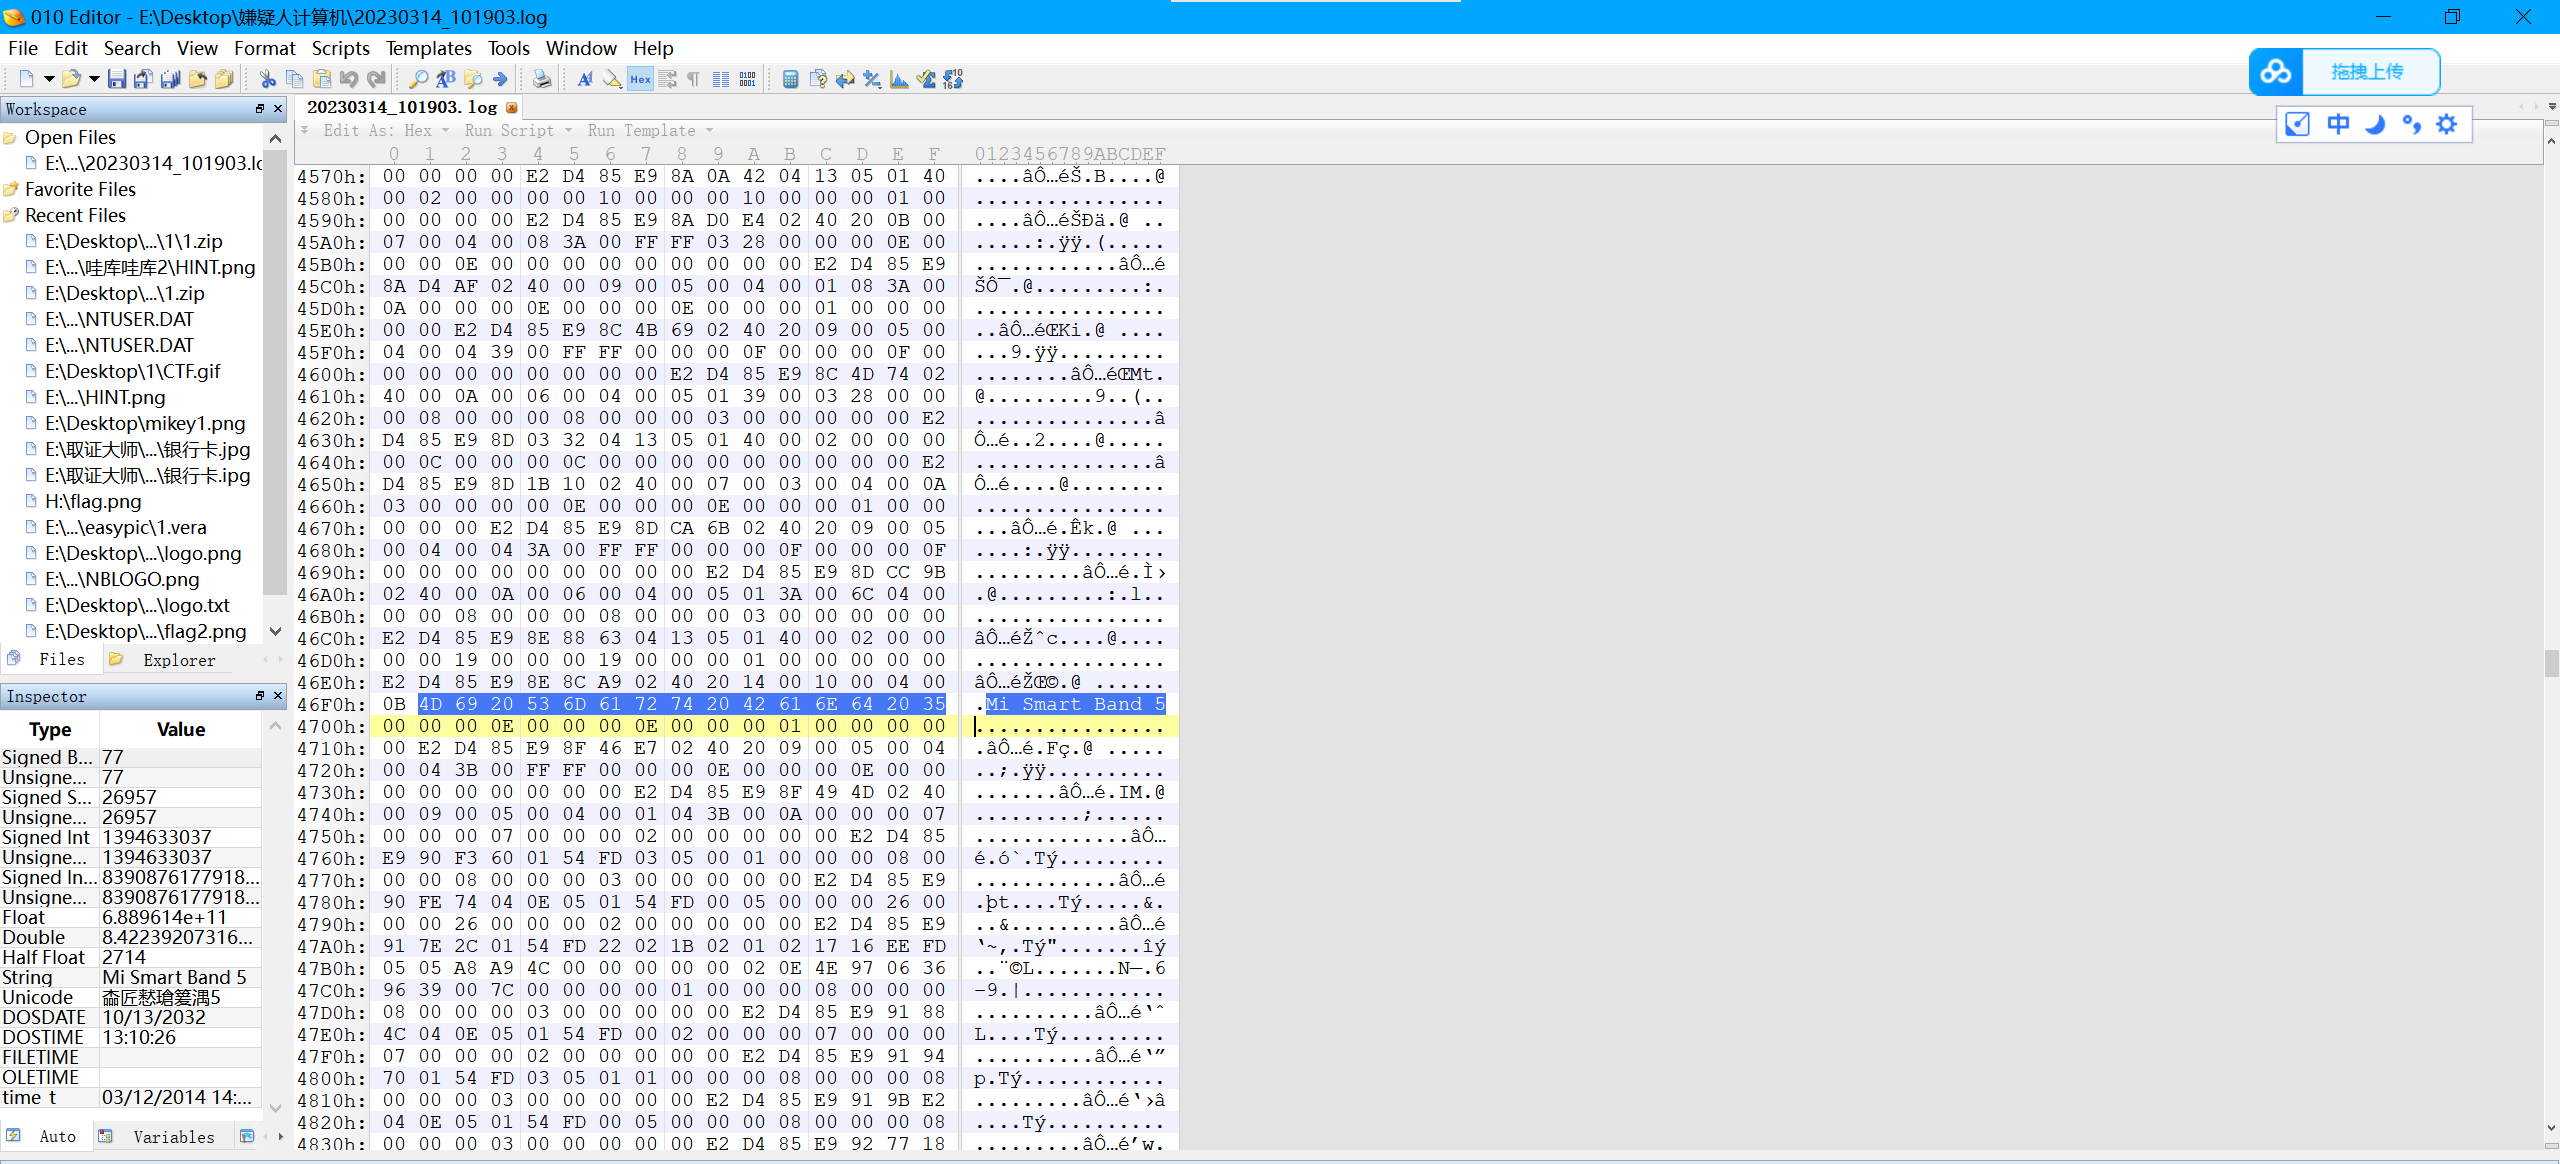 010 Editor - E:\Desktop\嫌疑人计算机\20230314_101903.log
File Edit Search View Format Scripts Templates Tools Window Help
拖拽上传
Workspace
20230314_101903.log
中
Open Files
E:\...\20230314_101903.lo
Favorite Files
Recent Files
E:\Desktop\...\1\1.zip
E:\...\哇库哇库2\HINT.png
E:\Desktop\...\1.zip
E:\...\NTUSER.DAT
E:\...\NTUSER.DAT
E:\Desktop\1\CTF.gif
E:\...\HINT.png
E:\Desktop\mikey1.png
E:\取证大师\...\银行卡.jpg
E:\取证大师\...\银行卡.jpg
H:\flag.png
E:\...\easypic\1.vera
E:\Desktop\...\logo.png
E:\...\NBLOGO.png
E:\Desktop\...\logo.txt
E:\Desktop\...\flag2.png
Files Explorer
Inspector
Type Value
Signed B... 77
Unsigne... 77
Signed S... 26957
Unsigne... 26957
Signed Int 1394633037
Unsigne... 1394633037
Signed In... 8390876177918...
Unsigne... 8390876177918...
Float 6.889614e+11
Double 8.42239207316...
Half Float 2714
String Mi Smart Band 5
DOSDATE 10/13/2032
DOSTIME 13:10:26
FILETIME
OLETIME
time_t 03/12/2014 14:...
Auto Variables
Edit As: Hex Run Script Run Template
0 1 2 3 4 5 6 7 8 9 A B C D E F 0123456789ABCDEF
4570h: 00 00 00 00 E2 D4 85 E9 8A 0A 42 04 13 05 01 40 ....âÔ…éŠ.B....@
4580h: 00 02 00 00 00 00 10 00 00 00 10 00 00 00 01 00 ................
4590h: 00 00 00 00 E2 D4 85 E9 8A D0 E4 02 40 20 0B 00 ....âÔ…éŠÐä.@ ..
45A0h: 07 00 04 00 08 3A 00 FF FF 03 28 00 00 00 0E 00 .....:.ÿÿ.(.....
45B0h: 00 00 0E 00 00 00 00 00 00 00 00 00 E2 D4 85 E9 ............âÔ…é
45C0h: 8A D4 AF 02 40 00 09 00 05 00 04 00 01 08 3A 00 ŠÔ¯.@.........:.
45D0h: 0A 00 00 00 0E 00 00 00 0E 00 00 00 01 00 00 00 ................
45E0h: 00 00 E2 D4 85 E9 8C 4B 69 02 40 20 09 00 05 00 ..âÔ…éŒKi.@ ....
45F0h: 04 00 04 39 00 FF FF 00 00 00 0F 00 00 00 0F 00 ...9.ÿÿ.........
4600h: 00 00 00 00 00 00 00 00 E2 D4 85 E9 8C 4D 74 02 ........âÔ…éŒMt.
4610h: 40 00 0A 00 06 00 04 00 05 01 39 00 03 28 00 00 @.........9..(..
4620h: 00 08 00 00 00 08 00 00 00 03 00 00 00 00 00 E2 ...............â
4630h: D4 85 E9 8D 03 32 04 13 05 01 40 00 02 00 00 00 Ô…é..2....@.....
4640h: 00 0C 00 00 00 0C 00 00 00 00 00 00 00 00 00 E2 ...............â
4650h: D4 85 E9 8D 1B 10 02 40 00 07 00 03 00 04 00 0A Ô…é....@........
4660h: 03 00 00 00 00 0E 00 00 00 0E 00 00 00 01 00 00 ................
4670h: 00 00 00 E2 D4 85 E9 8D CA 6B 02 40 20 09 00 05 ...âÔ…é.Êk.@ ...
4680h: 00 04 00 04 3A 00 FF FF 00 00 00 0F 00 00 00 0F ....:.ÿÿ........
4690h: 00 00 00 00 00 00 00 00 00 E2 D4 85 E9 8D CC 9B .........âÔ…é.Ì›
46A0h: 02 40 00 0A 00 06 00 04 00 05 01 3A 00 6C 04 00 .@.........:.l..
46B0h: 00 00 08 00 00 00 08 00 00 00 03 00 00 00 00 00 ................
46C0h: E2 D4 85 E9 8E 88 63 04 13 05 01 40 00 02 00 00 âÔ…éŽˆc....@....
46D0h: 00 00 19 00 00 00 19 00 00 00 01 00 00 00 00 00 ................
46E0h: E2 D4 85 E9 8E 8C A9 02 40 20 14 00 10 00 04 00 âÔ…éŽŒ©.@ ......
46F0h: 0B 4D 69 20 53 6D 61 72 74 20 42 61 6E 64 20 35 .Mi Smart Band 5
4700h: 00 00 00 0E 00 00 00 0E 00 00 00 01 00 00 00 00 ................
4710h: 00 E2 D4 85 E9 8F 46 E7 02 40 20 09 00 05 00 04 .âÔ…é.Fç.@ .....
4720h: 00 04 3B 00 FF FF 00 00 00 0E 00 00 00 0E 00 00 ..;.ÿÿ..........
4730h: 00 00 00 00 00 00 00 E2 D4 85 E9 8F 49 4D 02 40 .......âÔ…é.IM.@
4740h: 00 09 00 05 00 04 00 01 04 3B 00 0A 00 00 00 07 .........;......
4750h: 00 00 00 07 00 00 00 02 00 00 00 00 00 E2 D4 85 .............âÔ…
4760h: E9 90 F3 60 01 54 FD 03 05 00 01 00 00 00 08 00 é.ó`.Tý.........
4770h: 00 00 08 00 00 00 03 00 00 00 00 00 E2 D4 85 E9 ............âÔ…é
4780h: 90 FE 74 04 0E 05 01 54 FD 00 05 00 00 00 26 00 .þt....Tý.....&.
4790h: 00 00 26 00 00 00 02 00 00 00 00 00 E2 D4 85 E9 ..&.........âÔ…é
47A0h: 91 7E 2C 01 54 FD 22 02 1B 02 01 02 17 16 EE FD ‘~,.Tý".......îý
47B0h: 05 05 A8 A9 4C 00 00 00 00 00 02 0E 4E 97 06 36 ..¨©L.......N—.6
47C0h: 96 39 00 7C 00 00 00 00 01 00 00 00 08 00 00 00 –9.|............
47D0h: 08 00 00 00 03 00 00 00 00 00 E2 D4 85 E9 91 88 ..........âÔ…é‘ˆ
47E0h: 4C 04 0E 05 01 54 FD 00 02 00 00 00 07 00 00 00 L....Tý.........
47F0h: 07 00 00 00 02 00 00 00 00 00 E2 D4 85 E9 91 94 ..........âÔ…é‘”
4800h: 70 01 54 FD 03 05 01 01 00 00 00 08 00 00 00 08 p.Tý............
4810h: 00 00 00 03 00 00 00 00 00 E2 D4 85 E9 91 9B E2 .........âÔ…é‘›â
4820h: 04 0E 05 01 54 FD 00 05 00 00 00 08 00 00 00 08 ....Tý..........
4830h: 00 00 00 03 00 00 00 00 00 E2 D4 85 E9 92 77 18 .........âÔ…é’w.